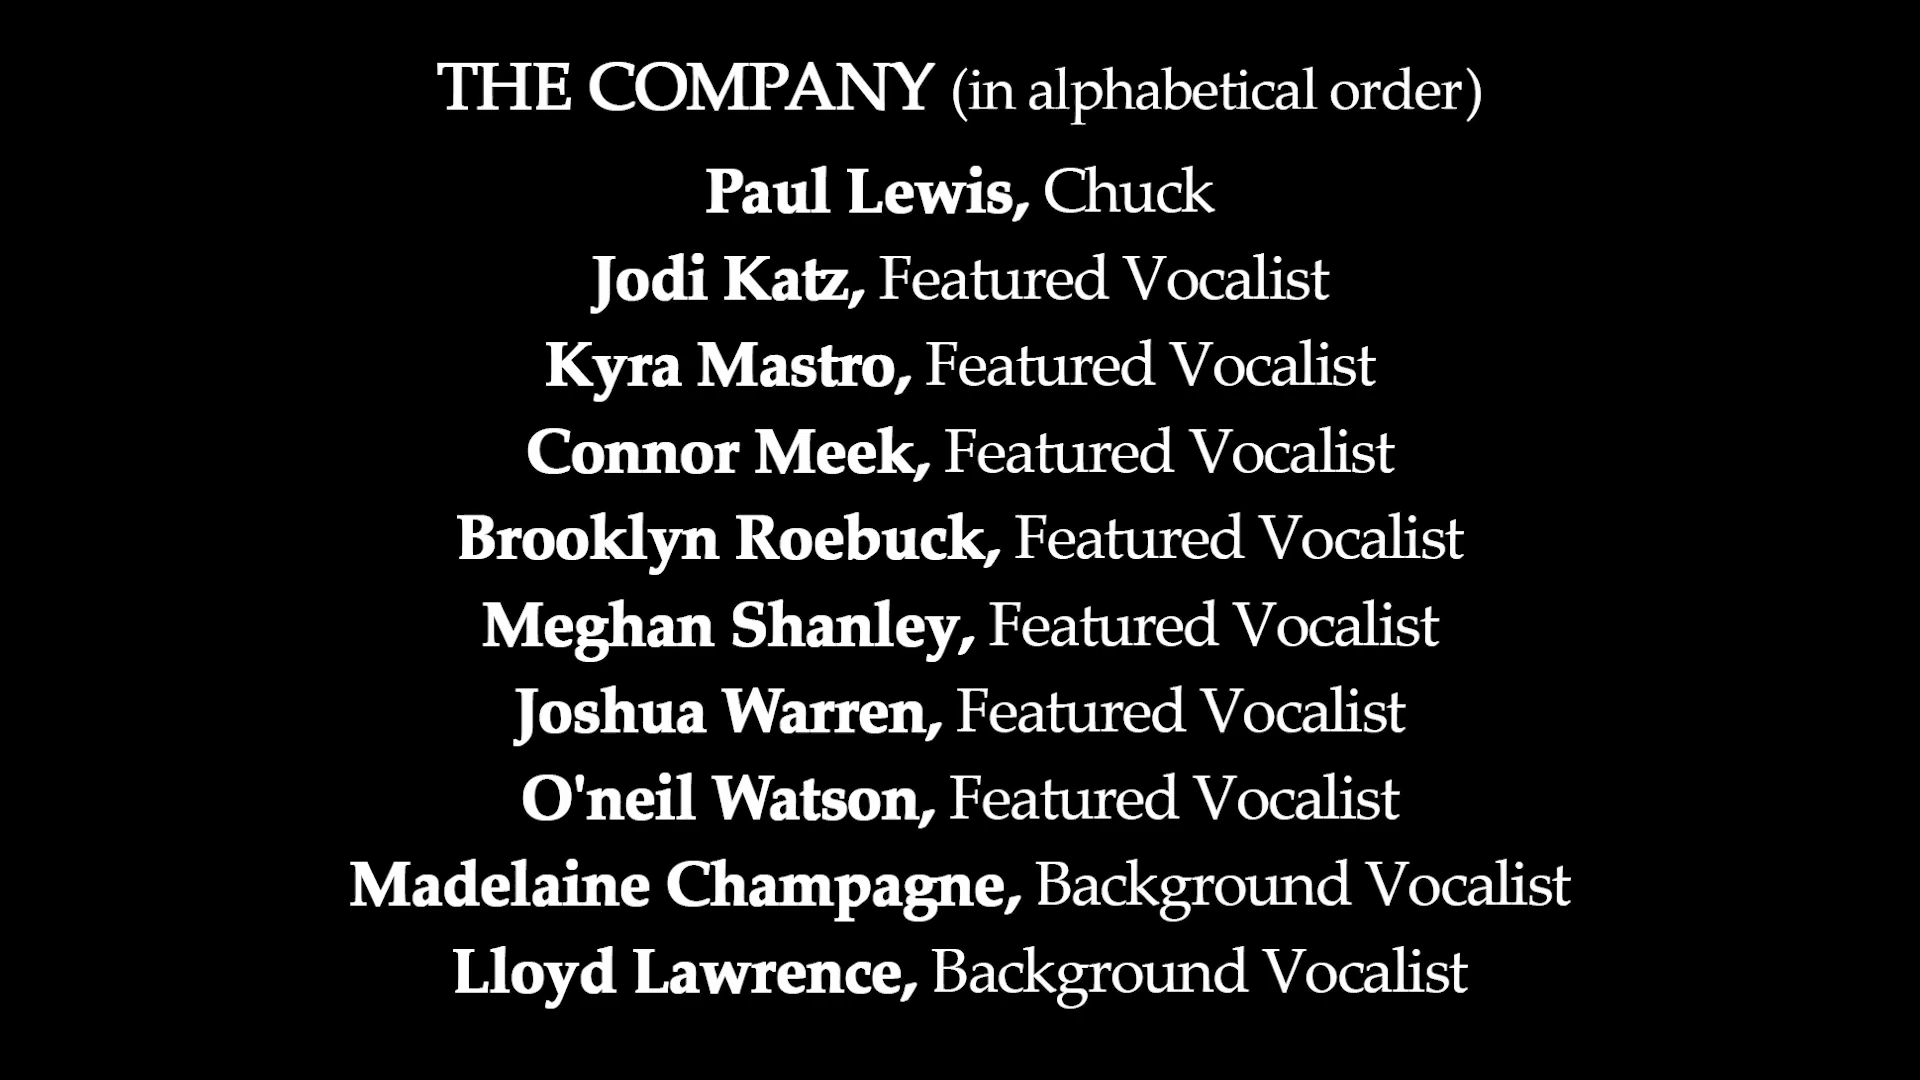 THE COMPANY (in alphabetical order)
Paul Lewis, Chuck
Jodi Katz, Featured Vocalist
Kyra Mastro, Featured Vocalist
Connor Meek, Featured Vocalist
Brooklyn Roebuck, Featured Vocalist
Meghan Shanley, Featured Vocalist
Joshua Warren, Featured Vocalist
O'neil Watson, Featured Vocalist
Madelaine Champagne, Background Vocalist
Lloyd Lawrence, Background Vocalist